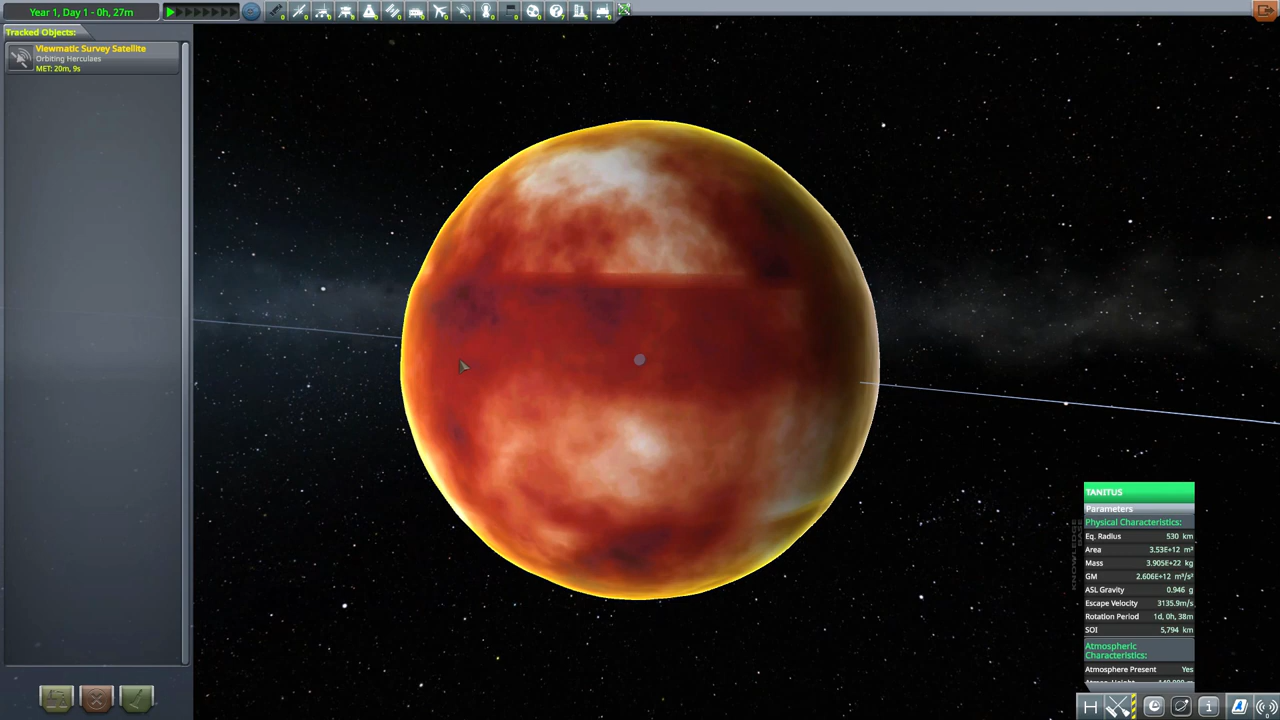 Year 1, Day 1 - 0h, 27m
Tracked Objects:
Viewmatic Survey Satellite
Orbiting Herculaes
MET: 20m, 9s
TANITUS
Parameters
Physical Characteristics:
Eq. Radius 530 km
Area 3.53E+12 m²
Mass 3.905E+22 kg
GM 2.606E+12 m³/s²
ASL Gravity 0.946 g
Escape Velocity 3135.9m/s
Rotation Period 1d, 0h, 38m
SOI 5,794 km
Atmospheric
Characteristics:
Atmosphere Present Yes
KNOWLEDGE
BASE